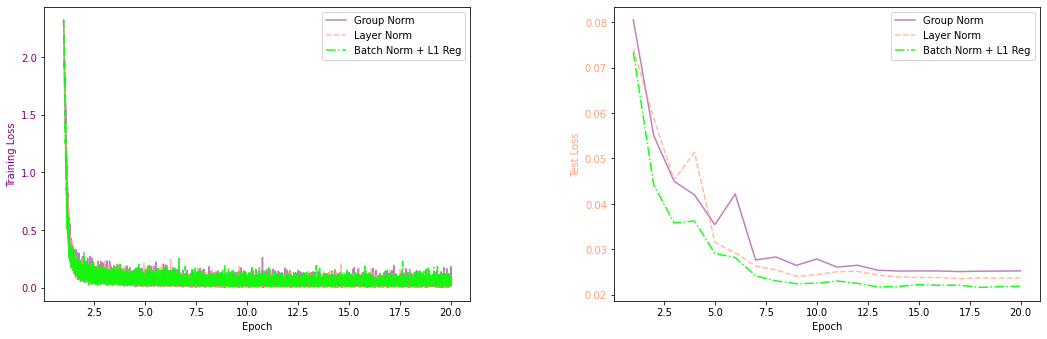 Group Norm
Layer Norm
Batch Norm + L1 Reg
Training Loss
2.0
1.5
1.0
0.5
0.0
2.5
5.0
7.5
10.0
12.5
15.0
17.5
20.0
Epoch
Group Norm
Layer Norm
Batch Norm + L1 Reg
Test Loss
0.08
0.07
0.06
0.05
0.04
0.03
0.02
2.5
5.0
7.5
10.0
12.5
15.0
17.5
20.0
Epoch